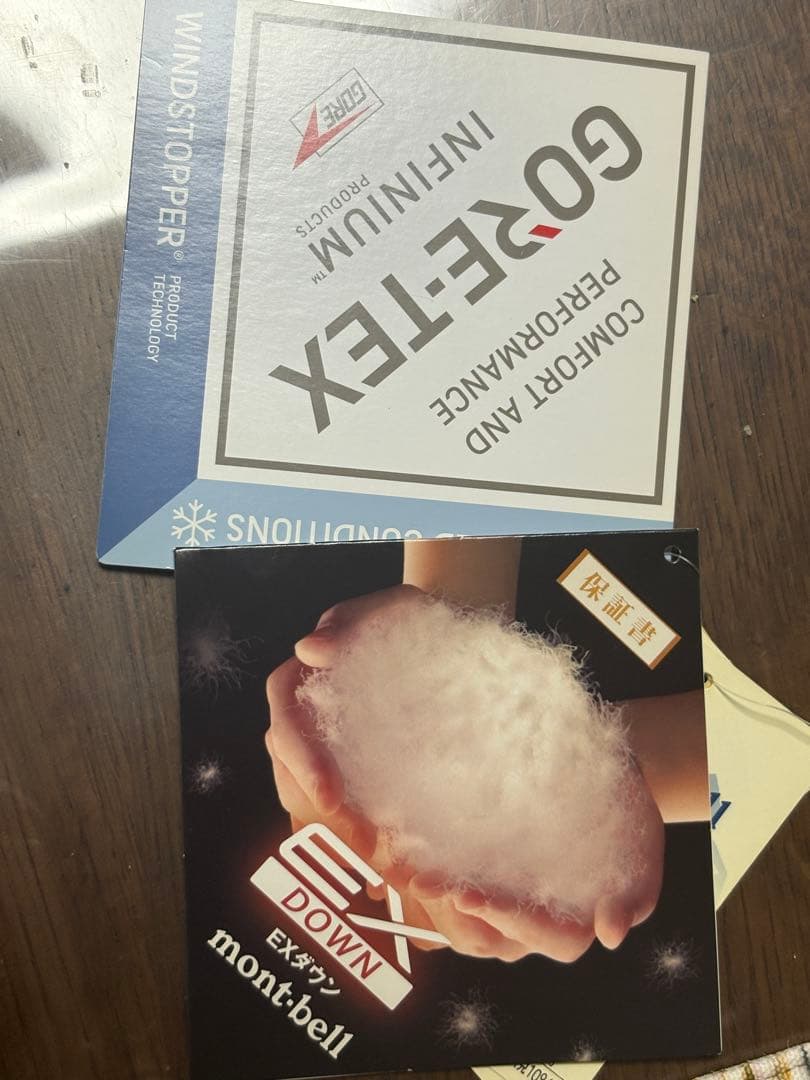 WINDSTOPPER®
PRODUCT
TECHNOLOGY
GORE
GORE-TEX
INFINIUM™
PRODUCTS
COMFORT AND
PERFORMANCE
CONDITIONS
保証書
EX
DOWN
EXダウン
mont·bell